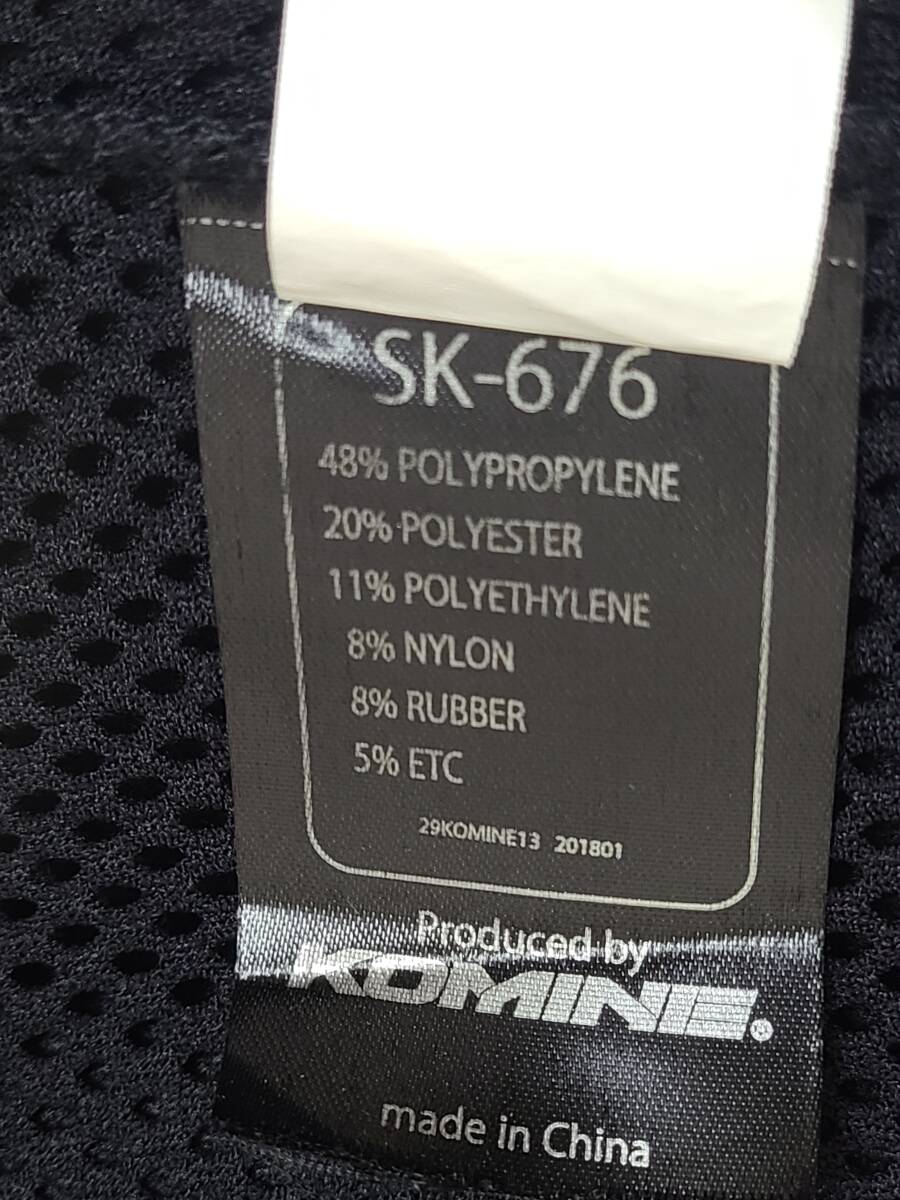 SK-676
48% POLYPROPYLENE
20% POLYESTER
11% POLYETHYLENE
8% NYLON
8% RUBBER
5% ETC
29KOMINE13 201801
Produced by
KOMINE®
made in China